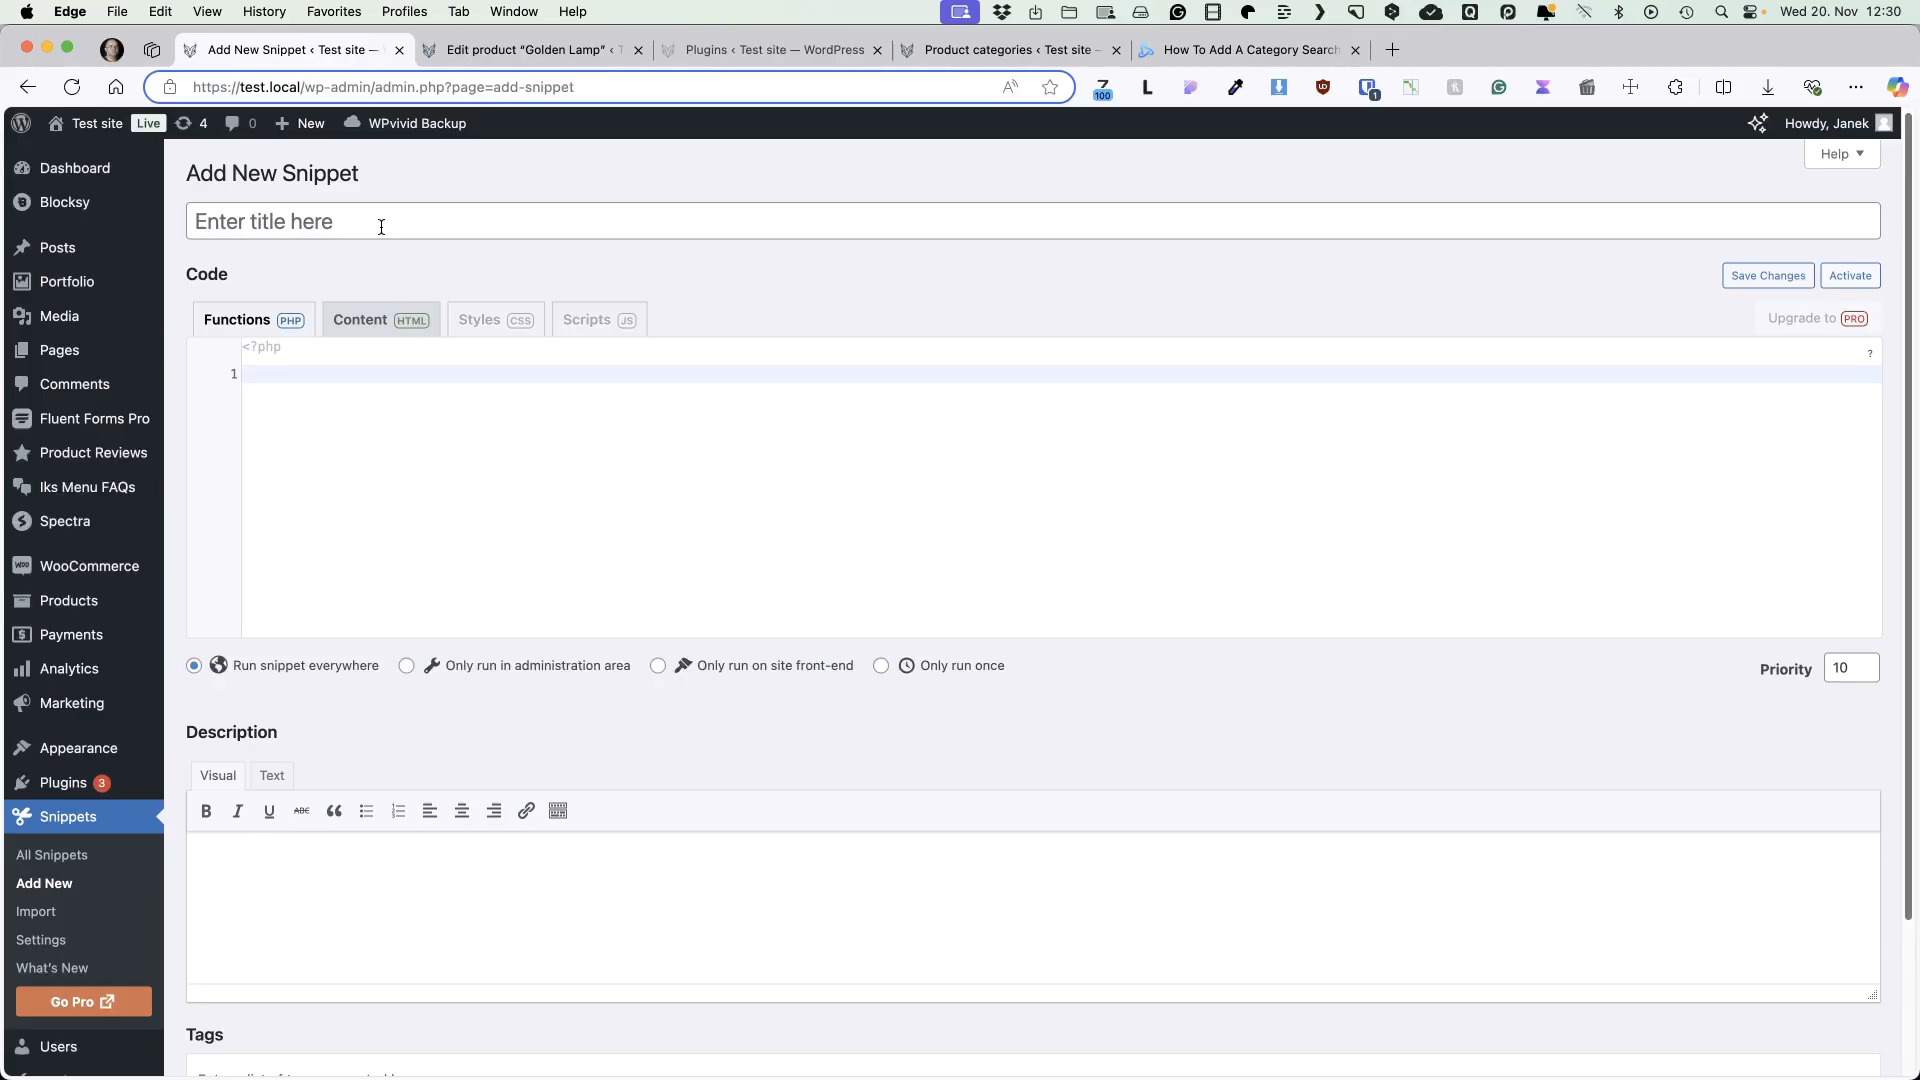 Edge File Edit View History Favorites Profiles Tab Window Help Wed 20. Nov 12:30
Add New Snippet ‹ Test site — Edit product “Golden Lamp” ‹ T Plugins ‹ Test site — WordPress Product categories ‹ Test site – How To Add A Category Search
https://test.local/wp-admin/admin.php?page=add-snippet
100
1
Test site Live 4 0 New WPvivid Backup Howdy, Janek
Help
Add New Snippet
Enter title here
Code
Save Changes Activate
Functions PHP Content HTML Styles CSS Scripts JS Upgrade to PRO
<?php
?
1
Run snippet everywhere Only run in administration area Only run on site front-end Only run once
Priority 10
Description
Visual Text
B I U ABC
Tags
Dashboard
Blocksy
Posts
Portfolio
Media
Pages
Comments
Fluent Forms Pro
Product Reviews
Iks Menu FAQs
Spectra
WooCommerce
Products
Payments
Analytics
Marketing
Appearance
Plugins 3
Snippets
All Snippets
Add New
Import
Settings
What's New
Go Pro
Users